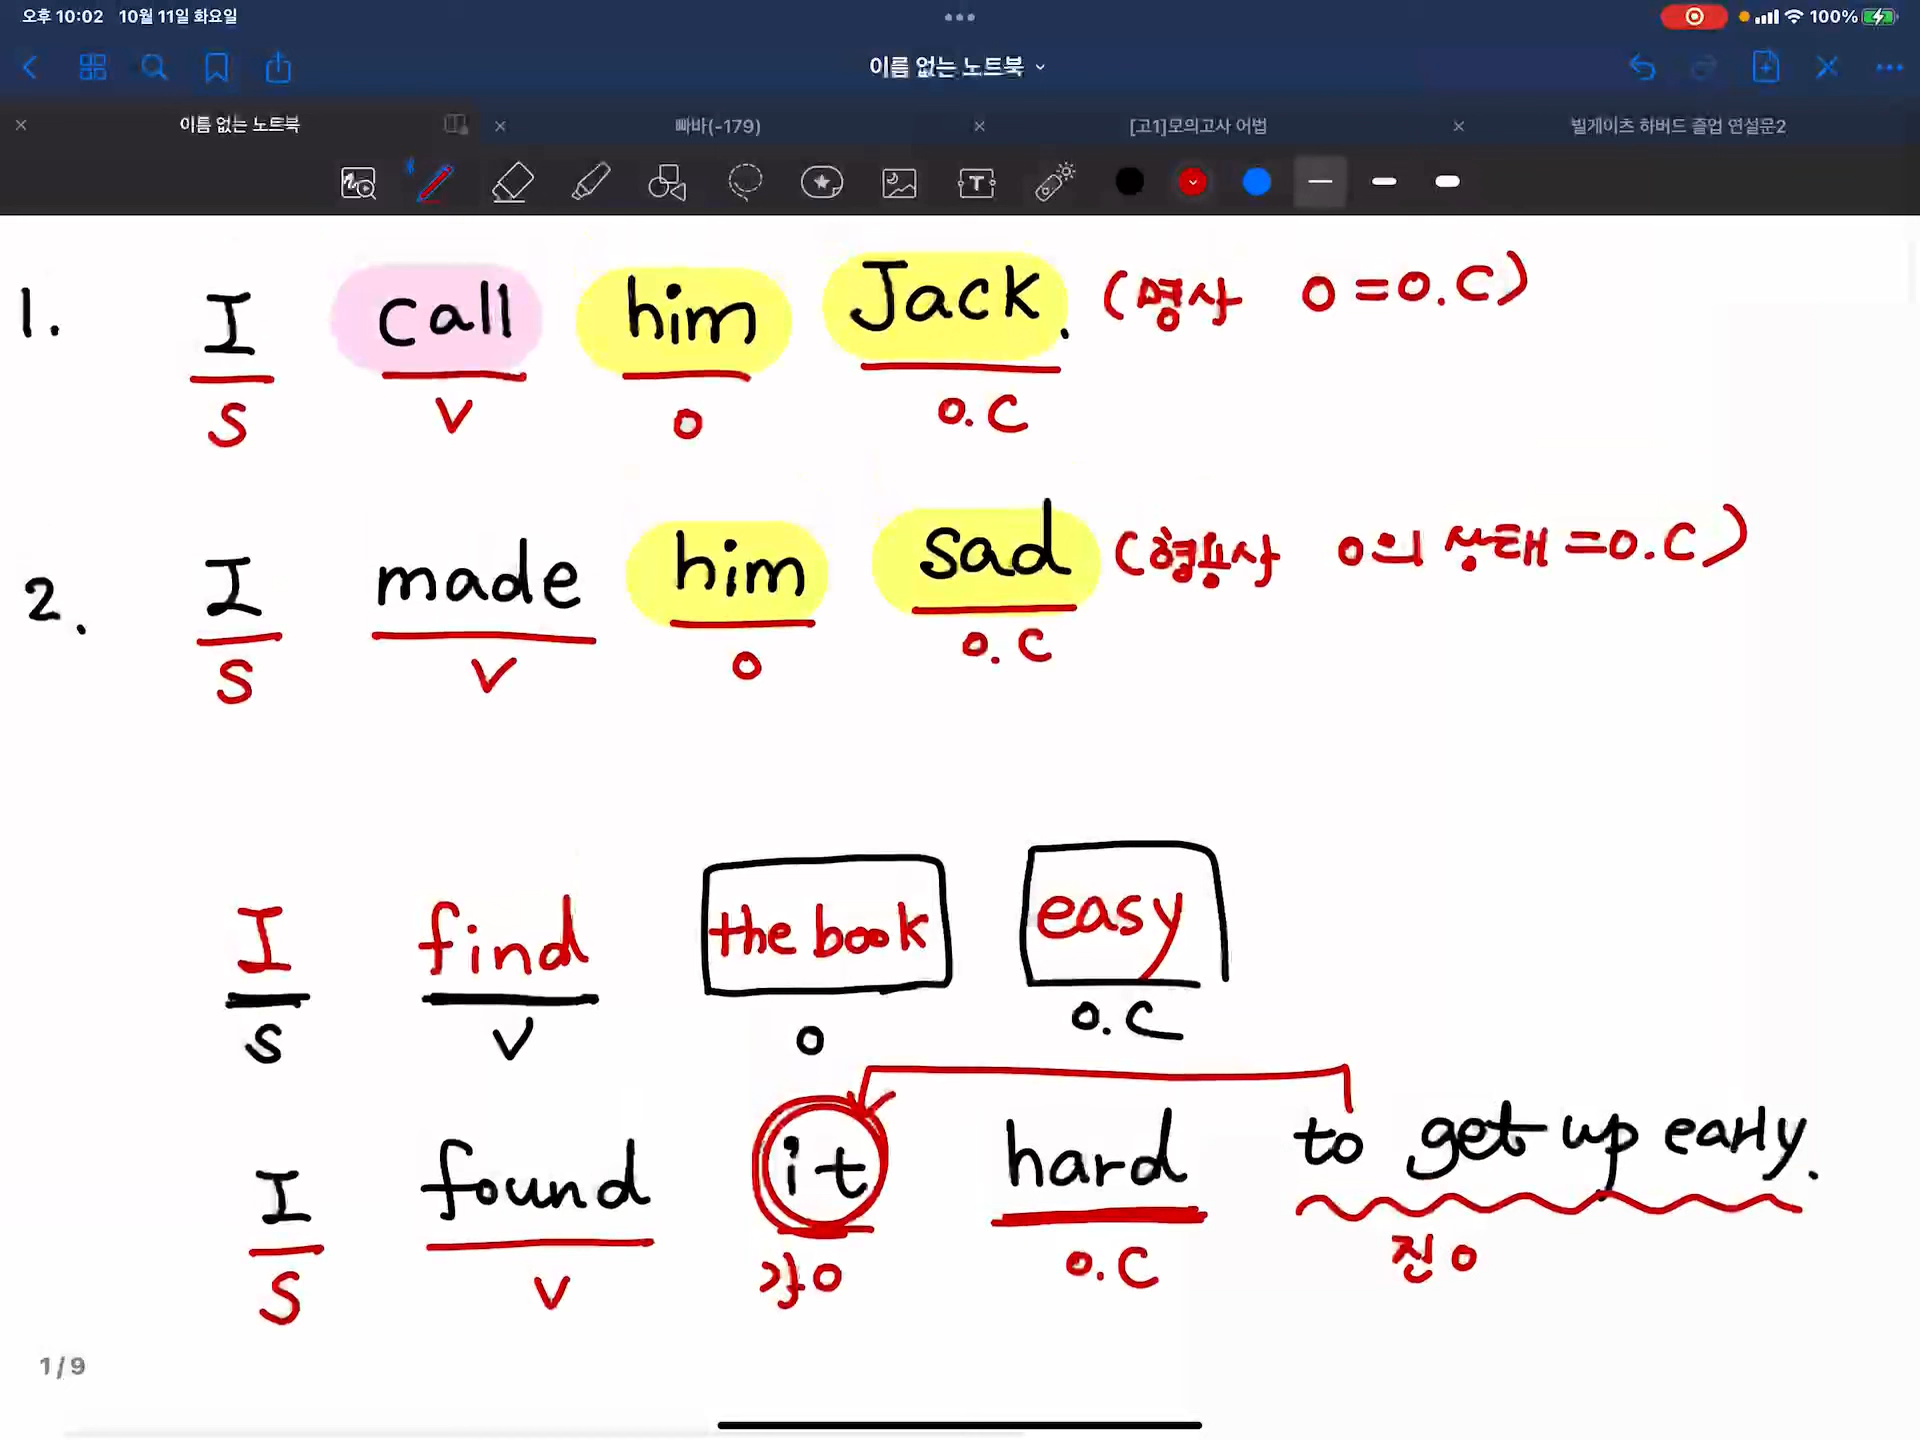 오후 10:02 10월 11일 화요일 100%
이름 없는 노트북
이름 없는 노트북 빠바(-179) [고1]모의고사 어법 빌게이츠 하버드 졸업 연설문2
1. I call him Jack. (명사 O=O.C)
S V O O.C
2. I made him sad (형용사 O의 상태=O.C)
S V O O.C
I find the book easy
S V O O.C
I found it hard to get up early.
S V 가O O.C 진O
1/9